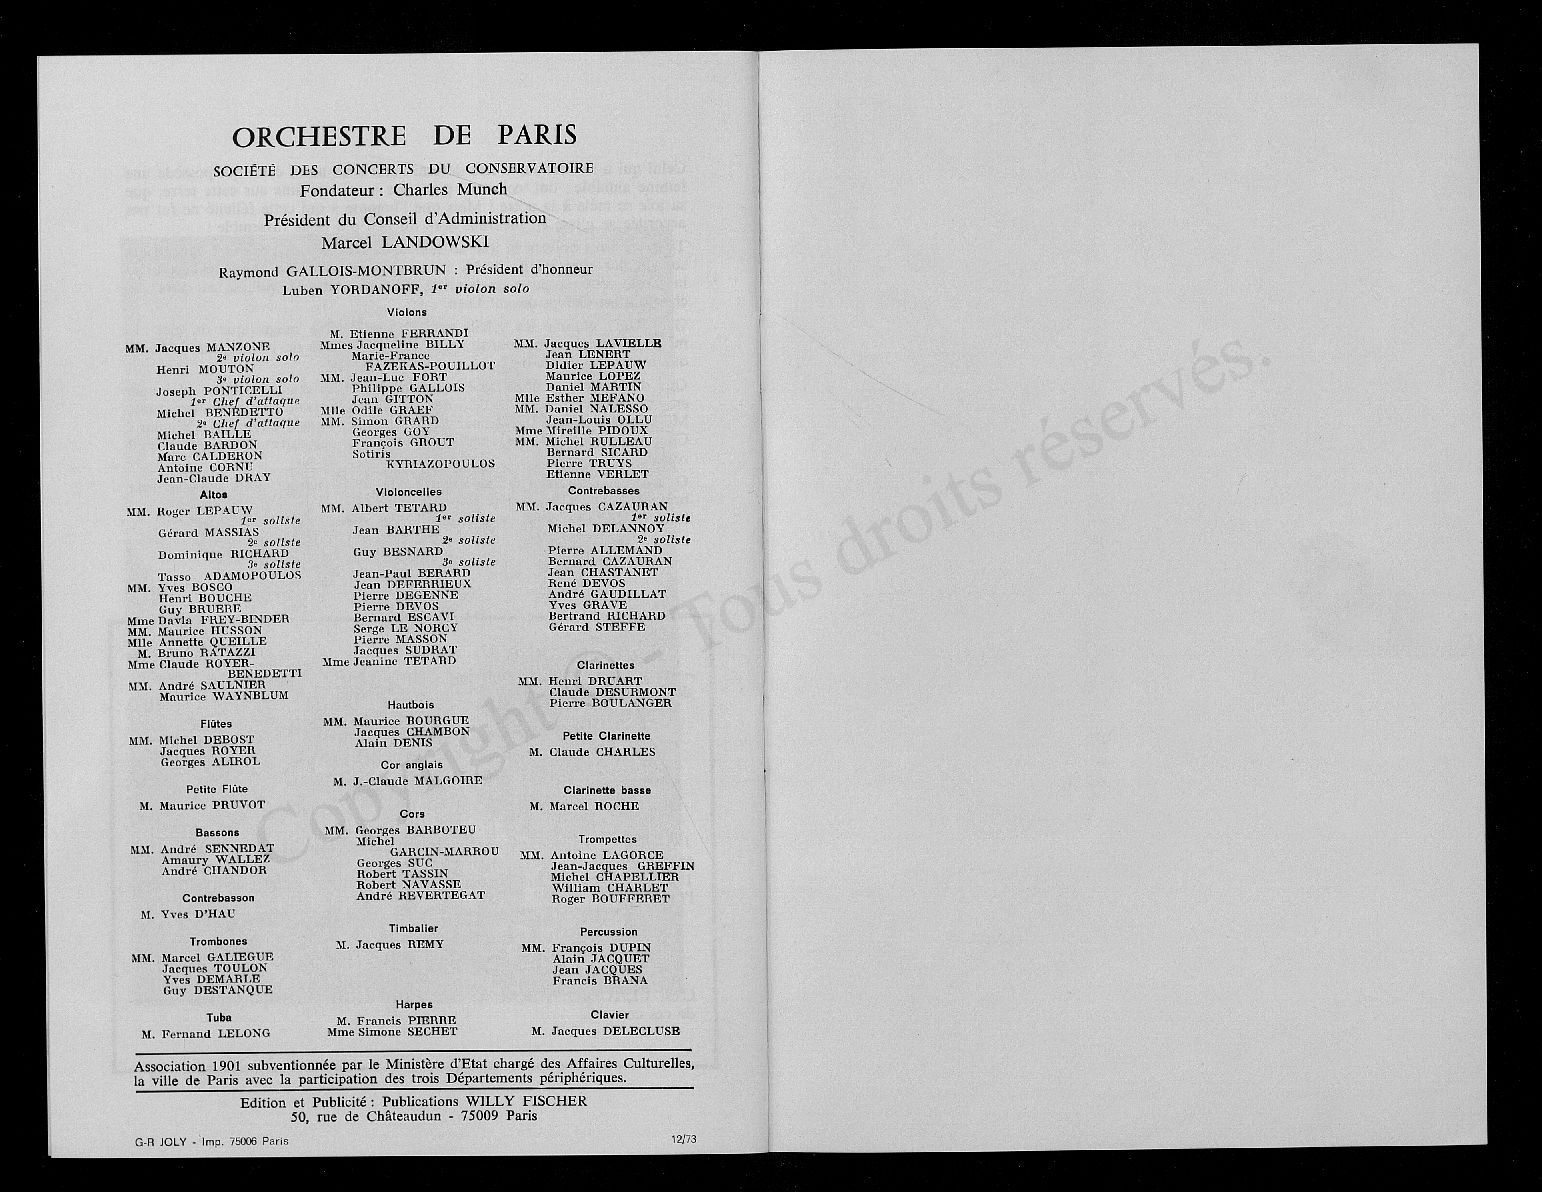 ORCHESTRE DE PARIS
SOCIÉTÉ DES CONCERTS DU CONSERVATOIRE
Fondateur : Charles Munch
Président du Conseil d'Administration
Marcel LANDOWSKI
Raymond GALLOIS-MONTBRUN : Président d'honneur
Luben YORDANOFF, 1er violon solo
Violons
MM. Jacques MANZONE
2e violon solo
Henri MOUTON
3e violon solo
Joseph PONTICELLI
1er Chef d'attaque
Michel BENEDETTO
2e Chef d'attaque
Michel BAILLE
Claude BARDON
Marc CALDERON
Antoine CORNU
Jean-Claude DRAY
M. Etienne FERRANDI
Mmes Jacqueline BILLY
Marie-France
FAZEKAS-POUILLOT
MM. Jean-Luc FORT
Philippe GALLOIS
Jean GITTON
Mlle Odile GRAEF
MM. Simon GRARD
Georges GOY
François GROUT
Sotiris
KYRIAZOPOULOS
MM. Jacques LAVIELLE
Jean LENERT
Didier LEPAUW
Maurice LOPEZ
Daniel MARTIN
Mlle Esther MEFANO
MM. Daniel NALESSO
Jean-Louis OLLU
Mme Mireille PIDOUX
MM. Michel RULLEAU
Bernard SICARD
Pierre TRUYS
Etienne VERLET
Altos
MM. Roger LEPAUW
1er soliste
Gérard MASSIAS
2e soliste
Dominique RICHARD
3e soliste
Tasso ADAMOPOULOS
MM. Yves BOSCO
Henri BOUCHE
Guy BRUERE
Mme Davia FREY-BINDER
MM. Maurice HUSSON
Mlle Annette QUEILLE
M. Bruno RATAZZI
Mme Claude ROYER-
BENEDETTI
MM. André SAULNIER
Maurice WAYNBLUM
Violoncelles
MM. Albert TETARD
1er soliste
Jean BARTHE
2e soliste
Guy BESNARD
3e soliste
Jean-Paul BERARD
Jean DEFERRIEUX
Pierre DEGENNE
Pierre DEVOS
Bernard ESCAVI
Serge LE NORCY
Pierre MASSON
Jacques SUDRAT
Mme Jeanine TETARD
Contrebasses
MM. Jacques CAZAURAN
1er soliste
Michel DELANNOY
2e soliste
Pierre ALLEMAND
Bernard CAZAURAN
Jean CHASTANET
René DEVOS
André GAUDILLAT
Yves GRAVE
Bertrand RICHARD
Gérard STEFFE
Flûtes
MM. Michel DEBOST
Jacques ROYER
Georges ALIROL
Petite Flûte
M. Maurice PRUVOT
Hautbois
MM. Maurice BOURGUE
Jacques CHAMBON
Alain DENIS
Cor anglais
M. J.-Claude MALGOIRE
Clarinettes
MM. Henri DRUART
Claude DESURMONT
Pierre BOULANGER
Petite Clarinette
M. Claude CHARLES
Clarinette basse
M. Marcel ROCHE
Bassons
MM. André SENNEDAT
Amaury WALLEZ
André CHANDOR
Contrebasson
M. Yves D'HAU
Cors
MM. Georges BARBOTEU
Michel
GARCIN-MARROU
Georges SUC
Robert TASSIN
Robert NAVASSE
André REVERTEGAT
Trompettes
MM. Antoine LAGORCE
Jean-Jacques GREFFIN
Michel CHAPELLIER
William CHARLET
Roger BOUFFERET
Trombones
MM. Marcel GALIEGUE
Jacques TOULON
Yves DEMARLE
Guy DESTANQUE
Timbalier
M. Jacques REMY
Percussion
MM. François DUPIN
Alain JACQUET
Jean JACQUES
Francis BRANA
Tuba
M. Fernand LELONG
Harpes
M. Francis PIERRE
Mme Simone SECHET
Clavier
M. Jacques DELECLUSE
Association 1901 subventionnée par le Ministère d'Etat chargé des Affaires Culturelles,
la ville de Paris avec la participation des trois Départements périphériques.
Edition et Publicité : Publications WILLY FISCHER
50, rue de Châteaudun - 75009 Paris
G-R JOLY - Imp. 75006 Paris
12/73
Copyright © - Tous droits réservés.